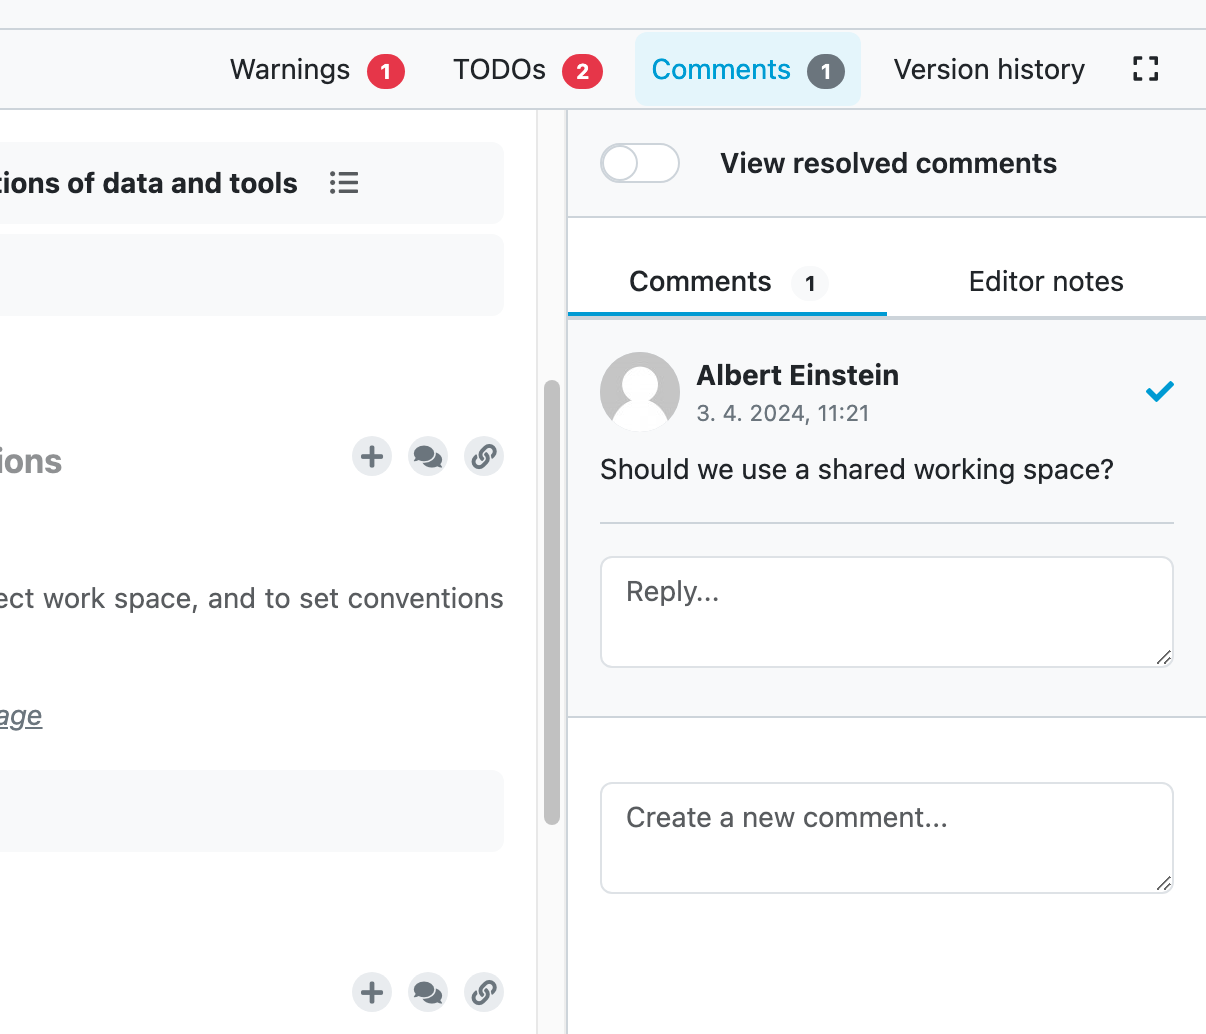 Warnings 1 TODOs 2 Comments 1 Version history
tions of data and tools
ions
ect work space, and to set conventions
age
View resolved comments
Comments 1 Editor notes
Albert Einstein
3. 4. 2024, 11:21
Should we use a shared working space?
Reply...
Create a new comment...